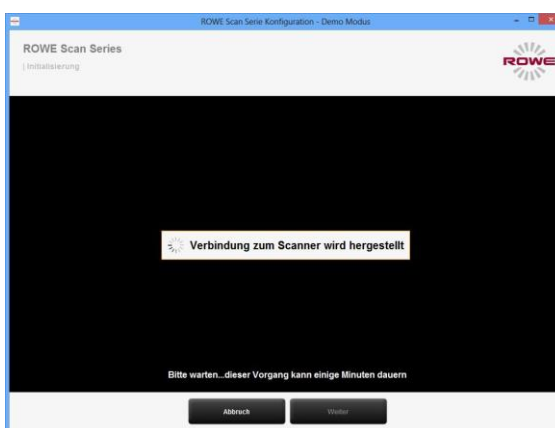 ROWE Scan Serie Konfiguration - Demo Modus
ROWE Scan Series
| Initialisierung
ROWE
Verbindung zum Scanner wird hergestellt
Bitte warten...dieser Vorgang kann einige Minuten dauern
Abbruch
Weiter